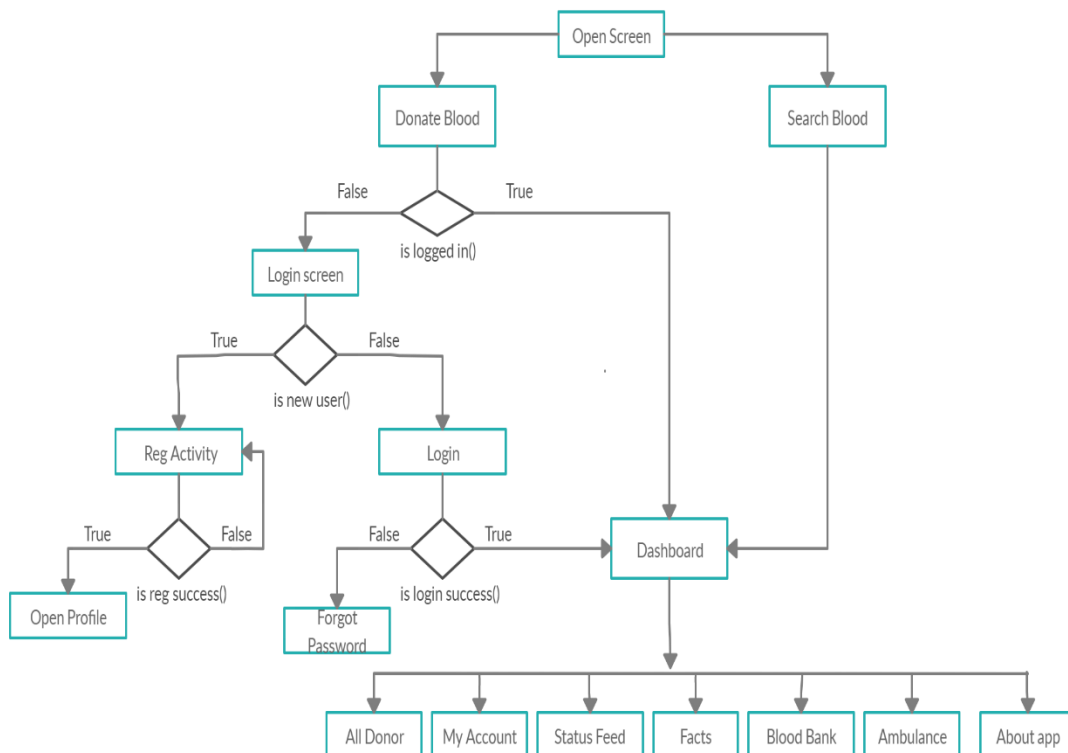 Open Screen
Donate Blood
Search Blood
False
True
is logged in()
Login screen
True
False
is new user()
Reg Activity
Login
True
False
False
True
Dashboard
is reg success()
is login success()
Open Profile
Forgot
Password
All Donor
My Account
Status Feed
Facts
Blood Bank
Ambulance
About app